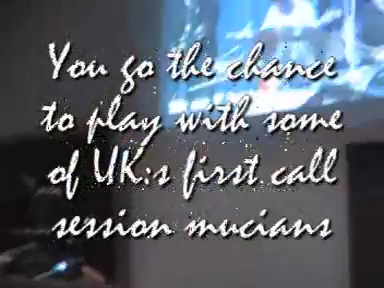 You go the chance
to play with some
of UK:s first call
session mucians